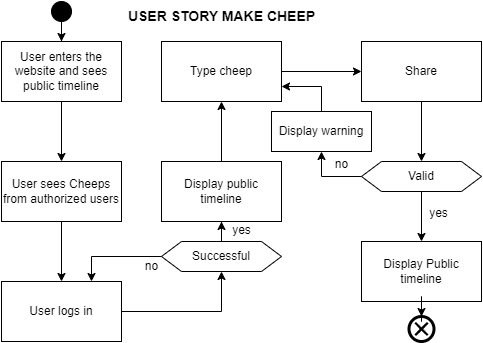 USER STORY MAKE CHEEP
User enters the
website and sees
public timeline
User sees Cheeps
from authorized users
User logs in
no
Successful
yes
Display public
timeline
Type cheep
Share
Display warning
no
Valid
yes
Display Public
timeline